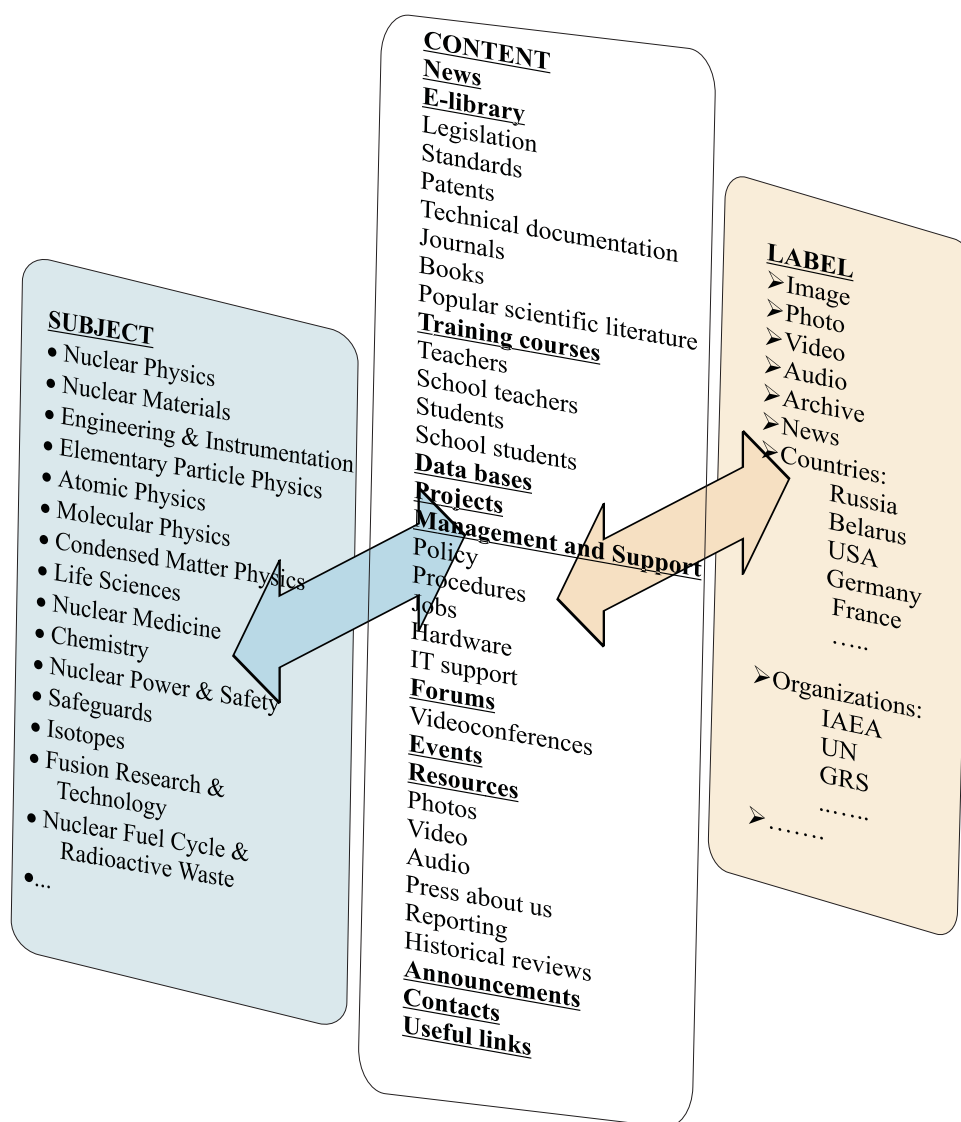 SUBJECT
• Nuclear Physics
• Nuclear Materials
• Engineering & Instrumentation
• Elementary Particle Physics
• Atomic Physics
• Molecular Physics
• Condensed Matter Physics
• Life Sciences
• Nuclear Medicine
• Chemistry
• Nuclear Power & Safety
• Safeguards
• Isotopes
• Fusion Research &
Technology
• Nuclear Fuel Cycle &
Radioactive Waste
•...
CONTENT
News
E-library
Legislation
Standards
Patents
Technical documentation
Journals
Books
Popular scientific literature
Training courses
Teachers
School teachers
Students
School students
Data bases
Projects
Management and Support
Policy
Procedures
Jobs
Hardware
IT support
Forums
Videoconferences
Events
Resources
Photos
Video
Audio
Press about us
Reporting
Historical reviews
Announcements
Contacts
Useful links
LABEL
➢Image
➢Photo
➢Video
➢Audio
➢Archive
➢News
➢Countries:
Russia
Belarus
USA
Germany
France
…..
➢Organizations:
IAEA
UN
GRS
…....
➢…….